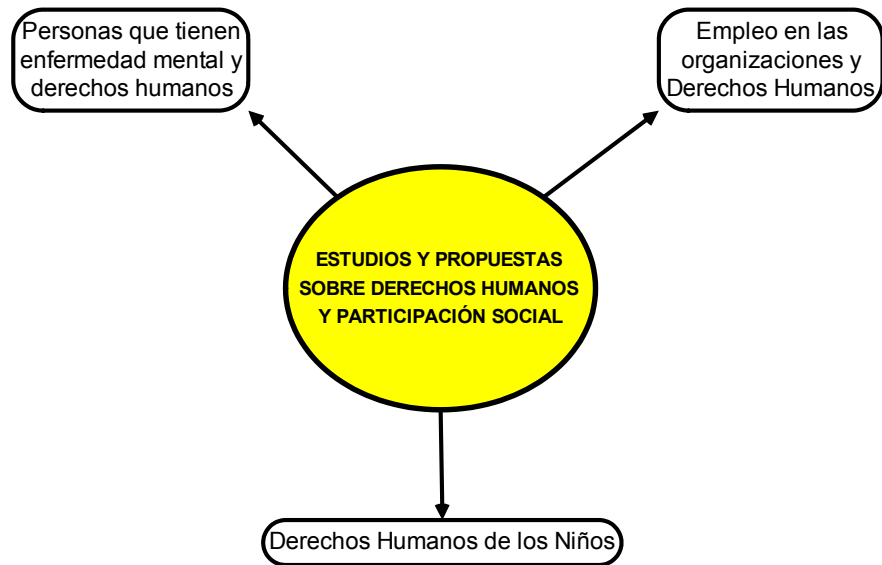 Personas que tienen
enfermedad mental y
derechos humanos
Empleo en las
organizaciones y
Derechos Humanos
ESTUDIOS Y PROPUESTAS
SOBRE DERECHOS HUMANOS
Y PARTICIPACIÓN SOCIAL
Derechos Humanos de los Niños